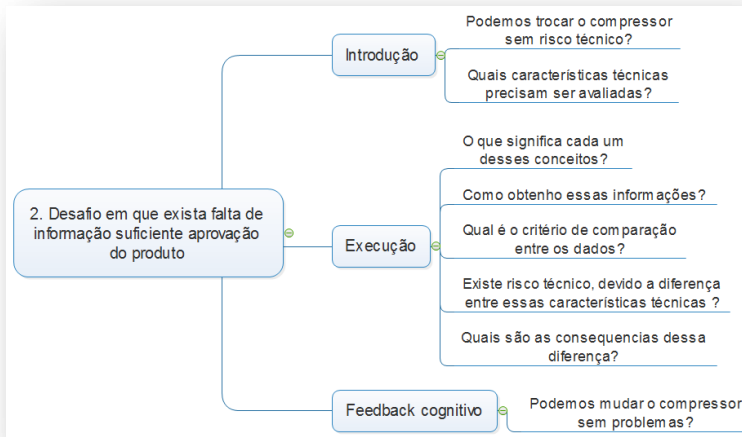 2. Desafio em que exista falta de
informação suficiente aprovação
do produto
Introdução
Podemos trocar o compressor
sem risco técnico?
Quais características técnicas
precisam ser avaliadas?
Execução
O que significa cada um
desses conceitos?
Como obtenho essas informações?
Qual é o critério de comparação
entre os dados?
Existe risco técnico, devido a diferença
entre essas características técnicas ?
Quais são as consequencias dessa
diferença?
Feedback cognitivo
Podemos mudar o compressor
sem problemas?